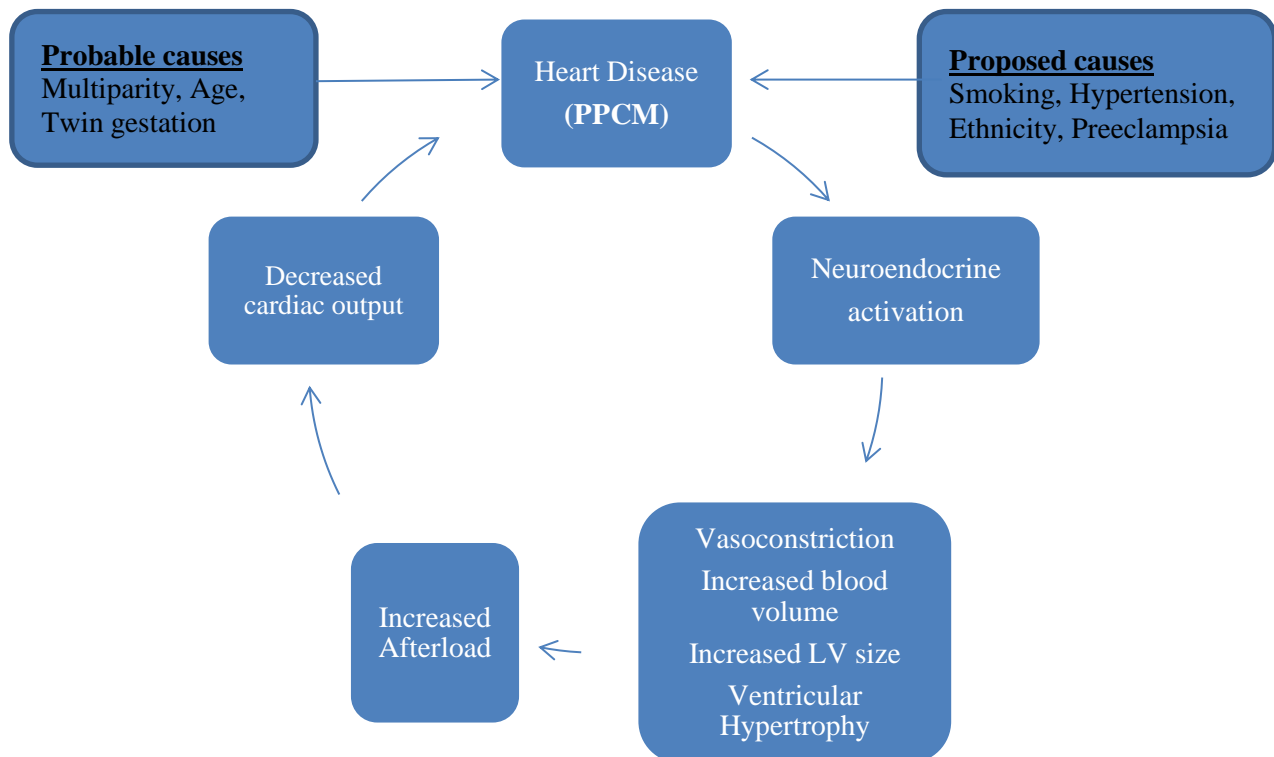 Probable causes
Multiparity, Age,
Twin gestation
Heart Disease
(PPCM)
Proposed causes
Smoking, Hypertension,
Ethnicity, Preeclampsia
Decreased
cardiac output
Neuroendocrine
activation
Increased
Afterload
Vasoconstriction
Increased blood
volume
Increased LV size
Ventricular
Hypertrophy